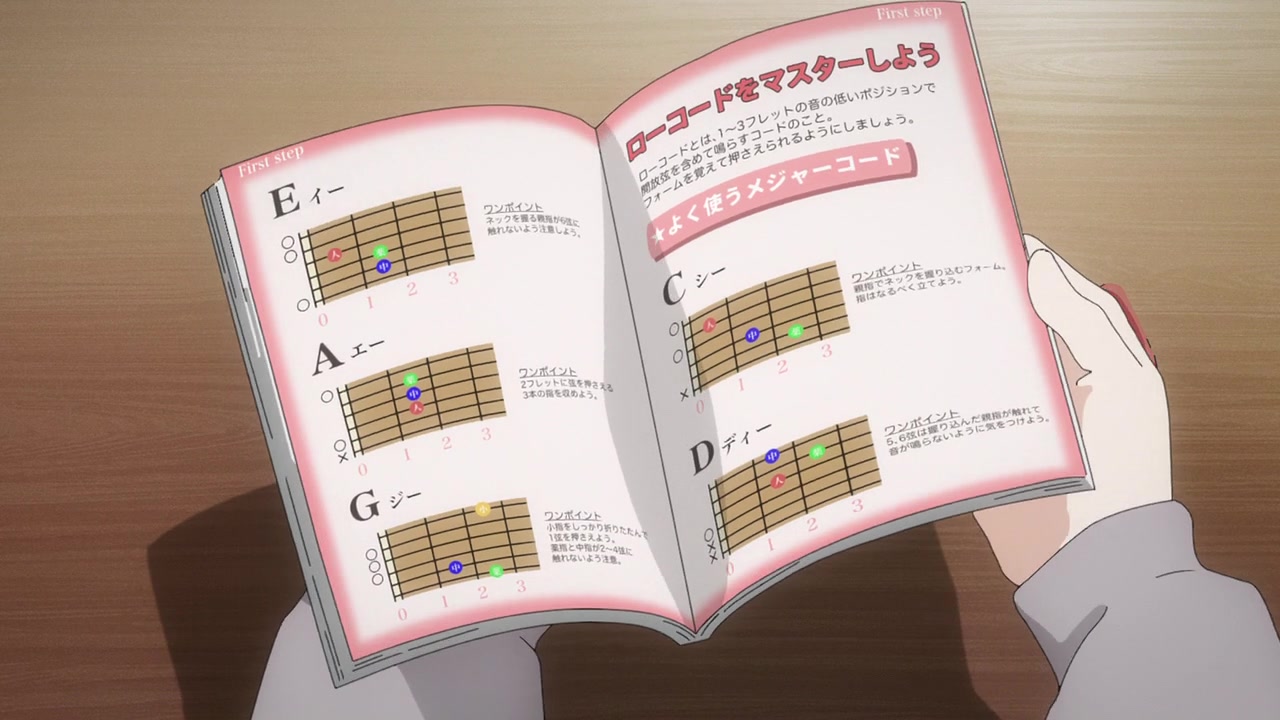 First step
E イー
ワンポイント
ネックを握る親指が6弦に
触れないよう注意しよう。
人 薬
中
0 1 2 3
A エー
ワンポイント
2フレットに弦を押さえる
3本の指を収めよう。
薬
中
人
×
0 1 2 3
G ジー
ワンポイント
小指をしっかり折りたたんで
1弦を押さえよう。
薬指と中指が2〜4弦に
触れないよう注意。
小
中 薬
0 1 2 3
First step
ローコードをマスターしよう
ローコードとは、1〜3フレットの音の低いポジションで
開放弦を含めて鳴らすコードのこと。
フォームを覚えて押さえられるようにしましょう。
★よく使うメジャーコード
C シー
ワンポイント
親指でネックを握り込むフォーム。
指はなるべく立てよう。
人 中 薬
×
0 1 2 3
D ディー
ワンポイント
5、6弦は握り込んだ親指が触れて
音が鳴らないように気をつけよう。
中 薬
人
×
×
0 1 2 3